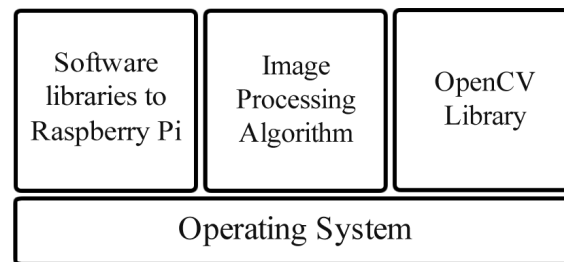 Software
libraries to
Raspberry Pi
Image
Processing
Algorithm
OpenCV
Library
Operating System